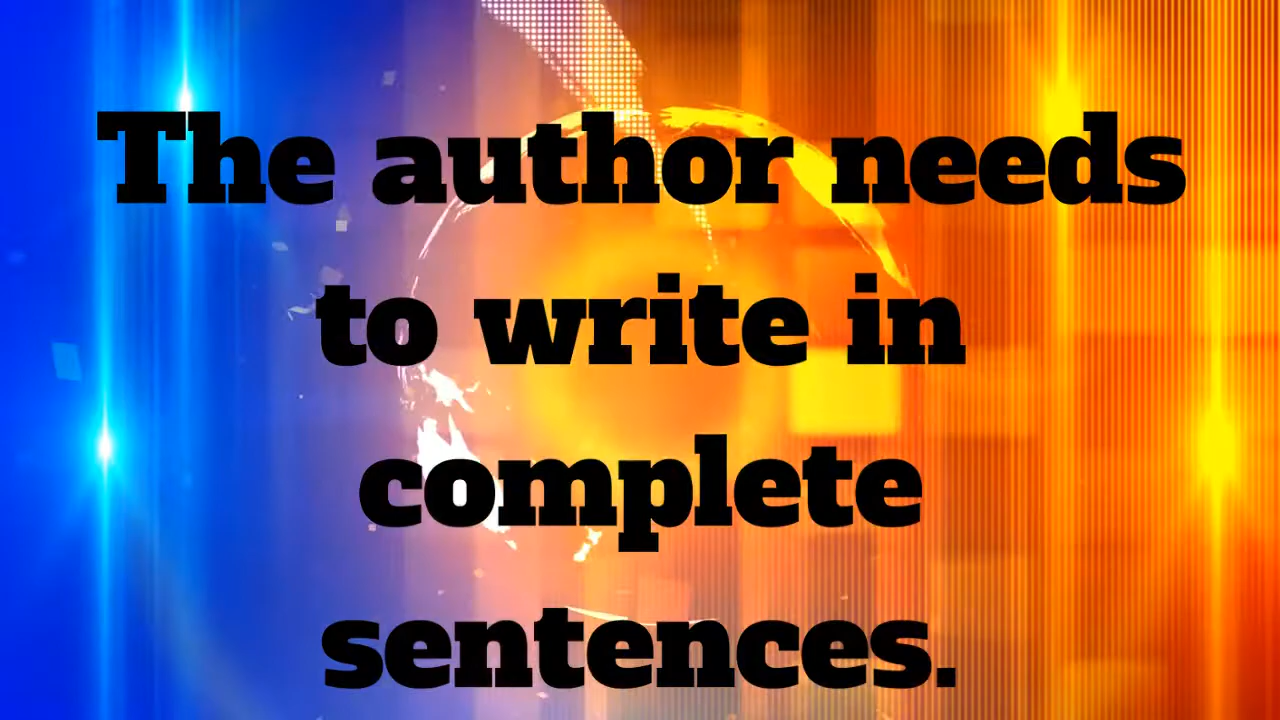 The author needs
to write in
complete
sentences.